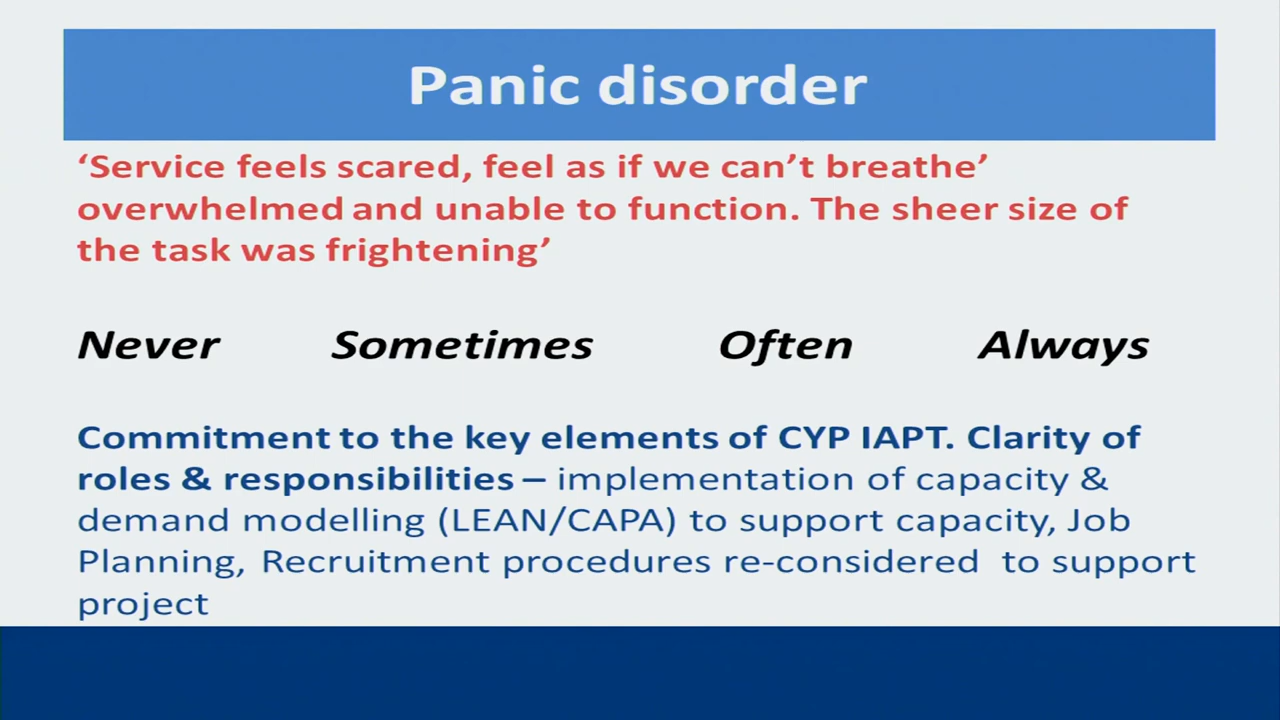 Panic disorder
‘Service feels scared, feel as if we can’t breathe’
overwhelmed and unable to function. The sheer size of
the task was frightening’
Never Sometimes Often Always
Commitment to the key elements of CYP IAPT. Clarity of
roles & responsibilities – implementation of capacity &
demand modelling (LEAN/CAPA) to support capacity, Job
Planning, Recruitment procedures re-considered to support
project